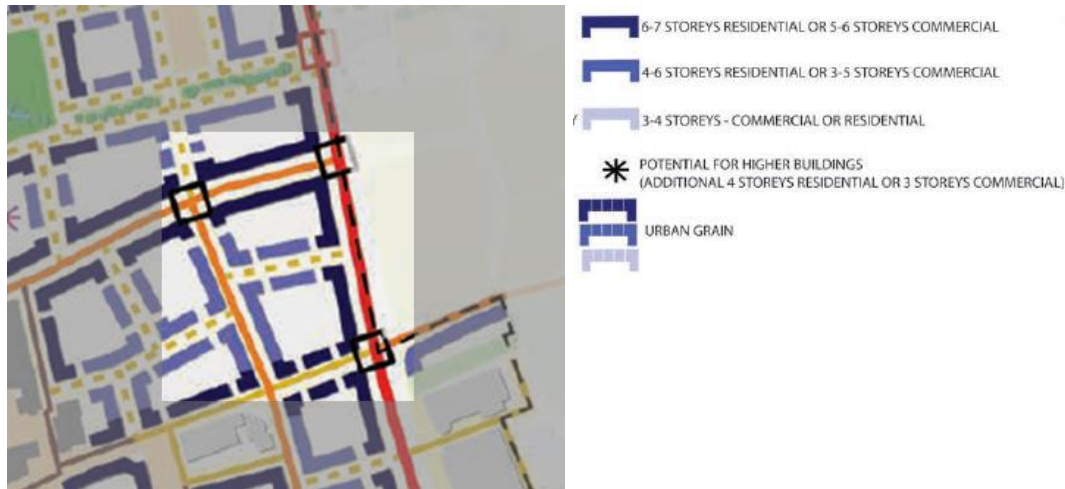 6-7 STOREYS RESIDENTIAL OR 5-6 STOREYS COMMERCIAL
4-6 STOREYS RESIDENTIAL OR 3-5 STOREYS COMMERCIAL
3-4 STOREYS - COMMERCIAL OR RESIDENTIAL
POTENTIAL FOR HIGHER BUILDINGS
(ADDITIONAL 4 STOREYS RESIDENTIAL OR 3 STOREYS COMMERCIAL)
URBAN GRAIN